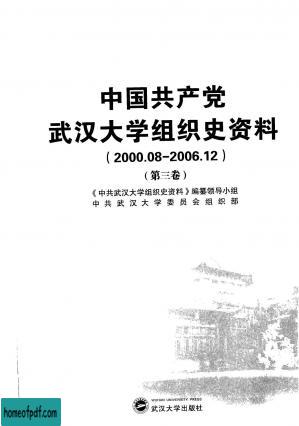 中国共产党
武汉大学组织史资料
(2000.08-2006.12)
(第三卷)
《中共武汉大学组织史资料》编纂领导小组
中共武汉大学委员会组织部
WUHAN UNIVERSITY PRESS
武汉大学出版社
homeofpdf.com